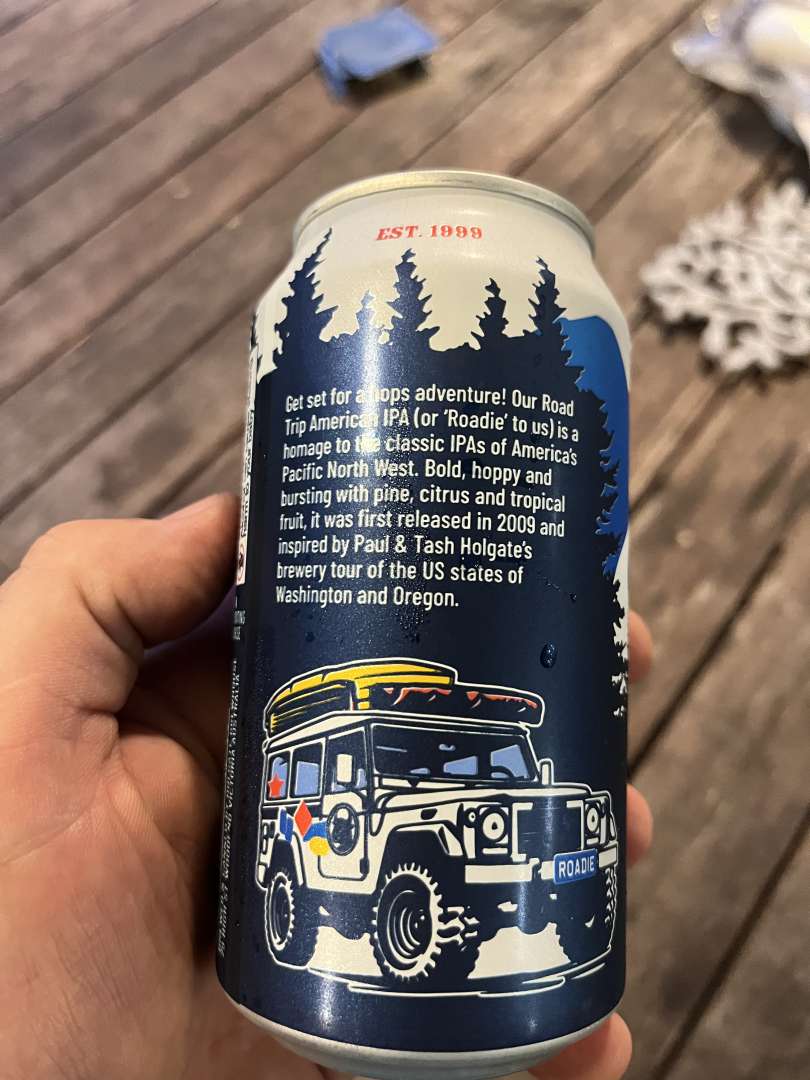 EST. 1999
Get set for a hops adventure! Our Road
Trip American IPA (or 'Roadie' to us) is a
homage to the classic IPAs of America's
Pacific North West. Bold, hoppy and
bursting with pine, citrus and tropical
fruit, it was first released in 2009 and
inspired by Paul & Tash Holgate's
brewery tour of the US states of
Washington and Oregon.
ROADIE